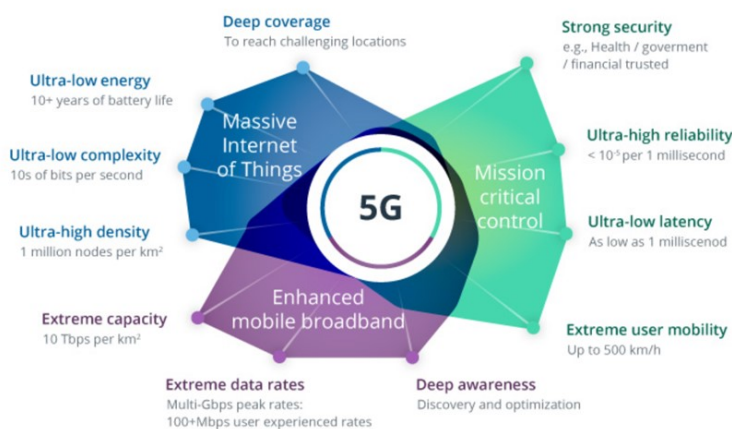 Deep coverage
To reach challenging locations
Strong security
e.g., Health / goverment
/ financial trusted
Ultra-low energy
10+ years of battery life
Massive
Internet
of Things
Ultra-high reliability
< 10⁻⁵ per 1 millisecond
Ultra-low complexity
10s of bits per second
Mission
critical
control
5G
Ultra-high density
1 million nodes per km²
Ultra-low latency
As low as 1 milliscenod
Enhanced
mobile broadband
Extreme capacity
10 Tbps per km²
Extreme user mobility
Up to 500 km/h
Extreme data rates
Multi-Gbps peak rates:
100+Mbps user experienced rates
Deep awareness
Discovery and optimization